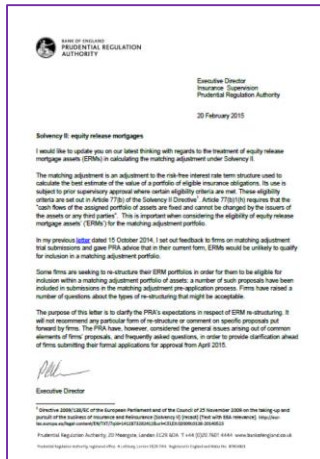 BANK OF ENGLAND
PRUDENTIAL REGULATION
AUTHORITY
Executive Director
Insurance Supervision
Prudential Regulation Authority
20 February 2015
Solvency II: equity release mortgages
I would like to update you on our latest thinking with regards to the treatment of equity release
mortgage assets (ERMs) in calculating the matching adjustment under Solvency II.
The matching adjustment is an adjustment to the risk-free interest rate term structure used to
calculate the best estimate of the value of a portfolio of eligible insurance obligations. Its use is
subject to prior supervisory approval where certain eligibility criteria are met. These eligibility
criteria are set out in Article 77(b) of the Solvency II Directive¹. Article 77(b)1(h) requires that the
"cash flows of the assigned portfolio of assets are fixed and cannot be changed by the issuers of
the assets or any third parties". This is important when considering the eligibility of equity release
mortgage assets' ('ERMs') for the matching adjustment portfolio.
In my previous letter dated 15 October 2014, I set out feedback to firms on matching adjustment
trial submissions and gave PRA advice that in their current form, ERMs would be unlikely to qualify
for inclusion in a matching adjustment portfolio.
Some firms are seeking to re-structure their ERM portfolios in order for them to be eligible for
inclusion within a matching adjustment portfolio of assets: a number of such proposals have been
included in submissions in the matching adjustment pre-application process. Firms have raised a
number of questions about the types of re-structuring that might be acceptable.
The purpose of this letter is to clarify the PRA's expectations in respect of ERM re-structuring. It
will not recommend any particular form of re-structure or comment on specific proposals put
forward by firms. The PRA have, however, considered the general issues arising out of common
elements of firms' proposals, and frequently asked questions, in order to provide clarification ahead
of firms submitting their formal applications for approval from April 2015.
Executive Director
¹ Directive 2009/138/EC of the European Parliament and of the Council of 25 November 2009 on the taking-up and
pursuit of the business of Insurance and Reinsurance (Solvency II) (recast) (Text with EEA relevance).
Prudential Regulation Authority, 20 Moorgate, London EC2R 6DA T +44 (0)20 7601 4444 www.bankofengland.co.uk